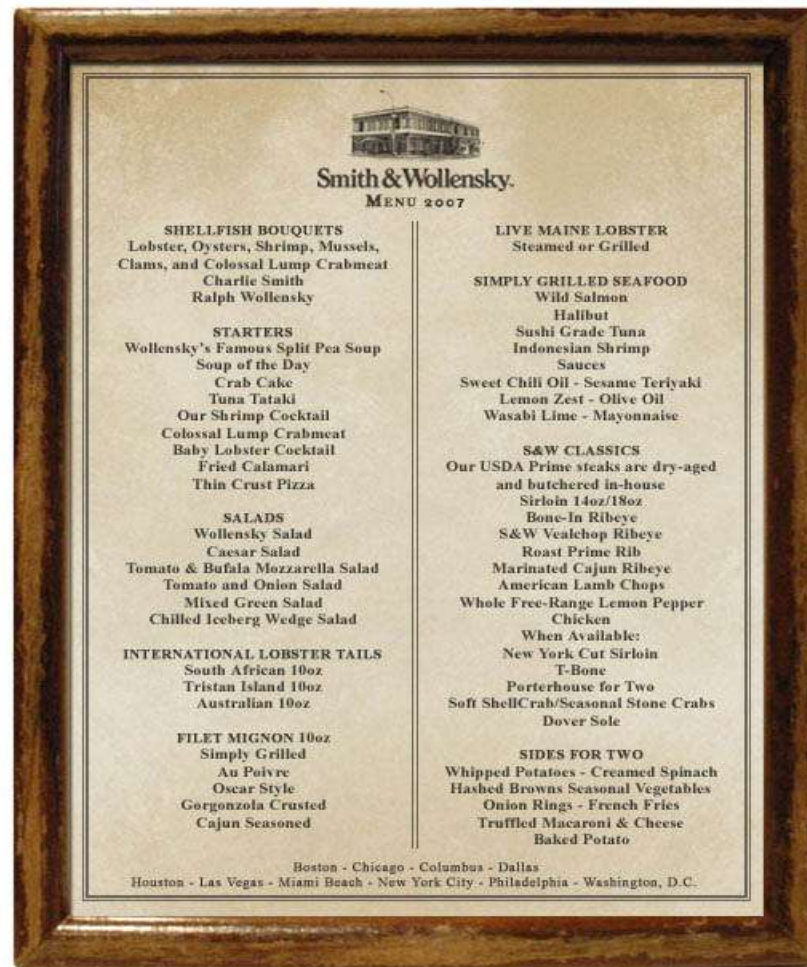 Smith & Wollensky
MENU 2007
SHELLFISH BOUQUETS
Lobster, Oysters, Shrimp, Mussels,
Clams, and Colossal Lump Crabmeat
Charlie Smith
Ralph Wollensky
STARTERS
Wollensky's Famous Split Pea Soup
Soup of the Day
Crab Cake
Tuna Tataki
Our Shrimp Cocktail
Colossal Lump Crabmeat
Baby Lobster Cocktail
Fried Calamari
Thin Crust Pizza
SALADS
Wollensky Salad
Caesar Salad
Tomato & Bufala Mozzarella Salad
Tomato and Onion Salad
Mixed Green Salad
Chilled Iceberg Wedge Salad
INTERNATIONAL LOBSTER TAILS
South African 10oz
Tristan Island 10oz
Australian 10oz
FILET MIGNON 10oz
Simply Grilled
Au Poivre
Oscar Style
Gorgonzola Crusted
Cajun Seasoned
LIVE MAINE LOBSTER
Steamed or Grilled
SIMPLY GRILLED SEAFOOD
Wild Salmon
Halibut
Sushi Grade Tuna
Indonesian Shrimp
Sauces
Sweet Chili Oil - Sesame Teriyaki
Lemon Zest - Olive Oil
Wasabi Lime - Mayonnaise
S&W CLASSICS
Our USDA Prime steaks are dry-aged
and butchered in-house
Sirloin 14oz/18oz
Bone-In Ribeye
S&W Vealchop Ribeye
Roast Prime Rib
Marinated Cajun Ribeye
American Lamb Chops
Whole Free-Range Lemon Pepper
Chicken
When Available:
New York Cut Sirloin
T-Bone
Porterhouse for Two
Soft ShellCrab/Seasonal Stone Crabs
Dover Sole
SIDES FOR TWO
Whipped Potatoes - Creamed Spinach
Hashed Browns Seasonal Vegetables
Onion Rings - French Fries
Truffled Macaroni & Cheese
Baked Potato
Boston - Chicago - Columbus - Dallas
Houston - Las Vegas - Miami Beach - New York City - Philadelphia - Washington, D.C.